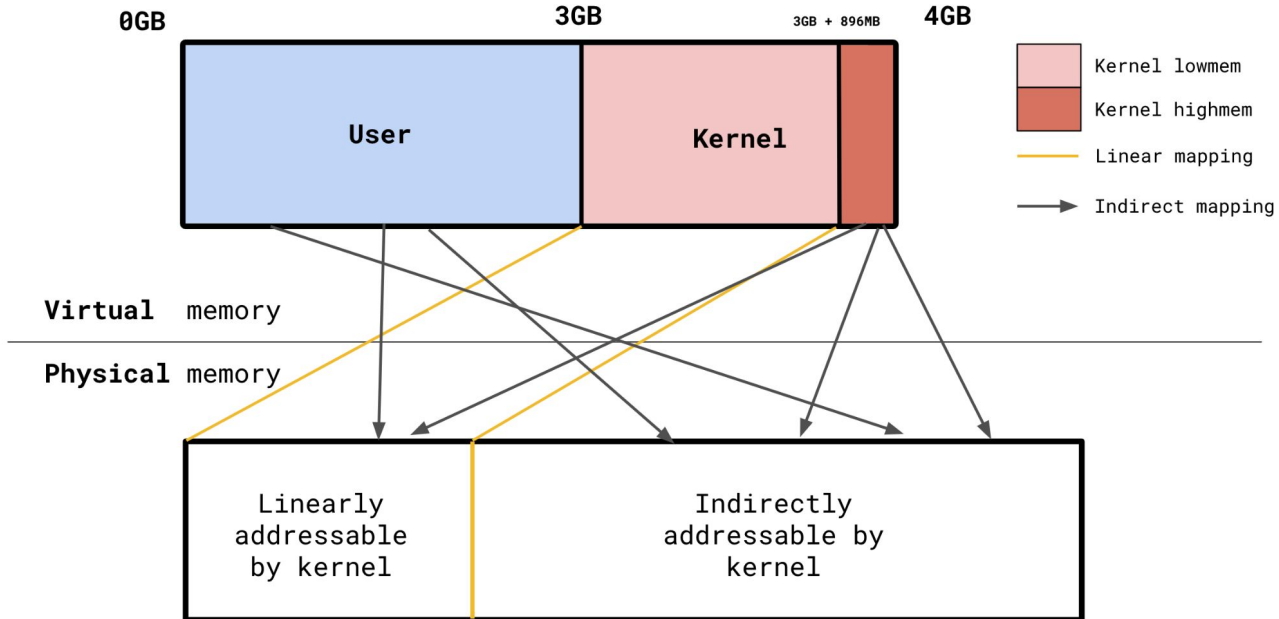 0GB
3GB
3GB + 896MB
4GB
User
Kernel
Kernel lowmem
Kernel highmem
Linear mapping
Indirect mapping
Virtual memory
Physical memory
Linearly
addressable
by kernel
Indirectly
addressable by
kernel